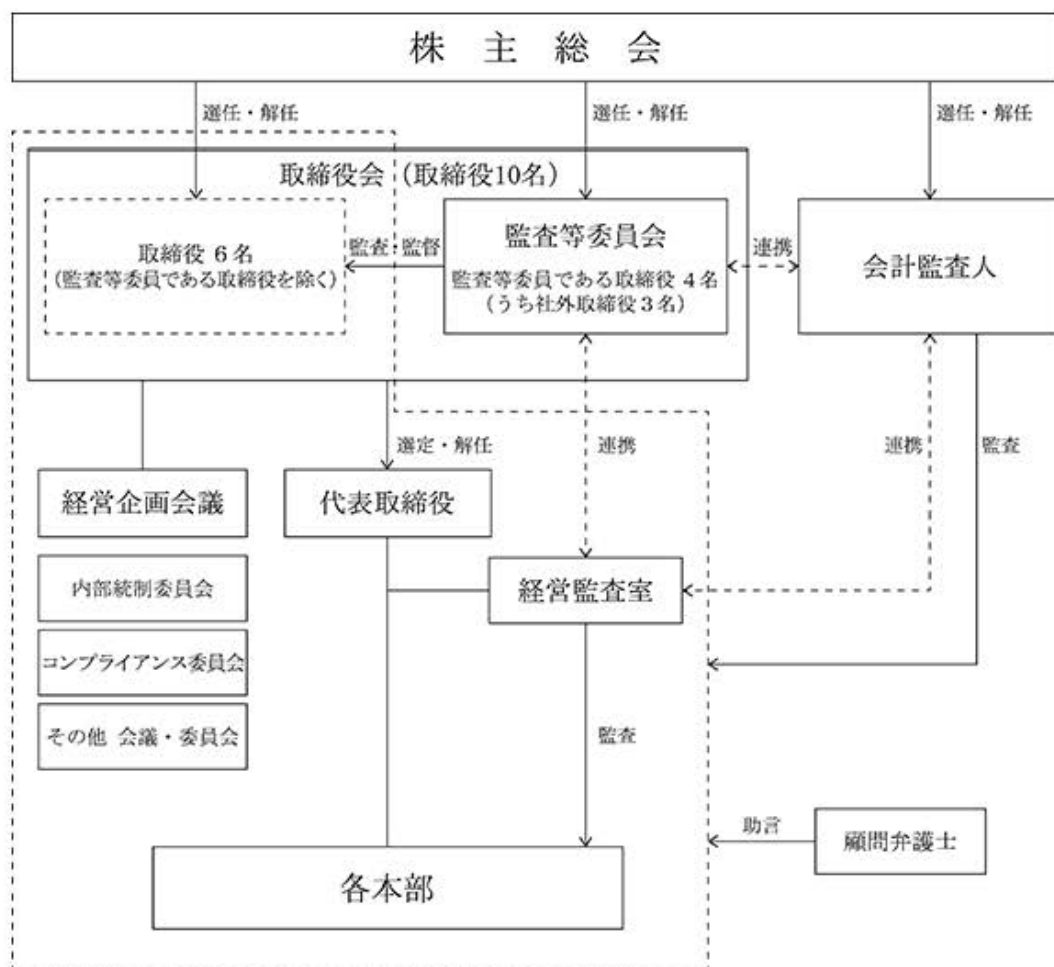 株主総会
選任・解任
選任・解任
選任・解任
取締役会（取締役10名）
取締役 6名
（監査等委員である取締役を除く）
監査・監督
監査等委員会
監査等委員である取締役 4名
（うち社外取締役3名）
連携
会計監査人
選定・解任
連携
連携
監査
経営企画会議
代表取締役
内部統制委員会
経営監査室
コンプライアンス委員会
その他 会議・委員会
監査
助言
顧問弁護士
各本部